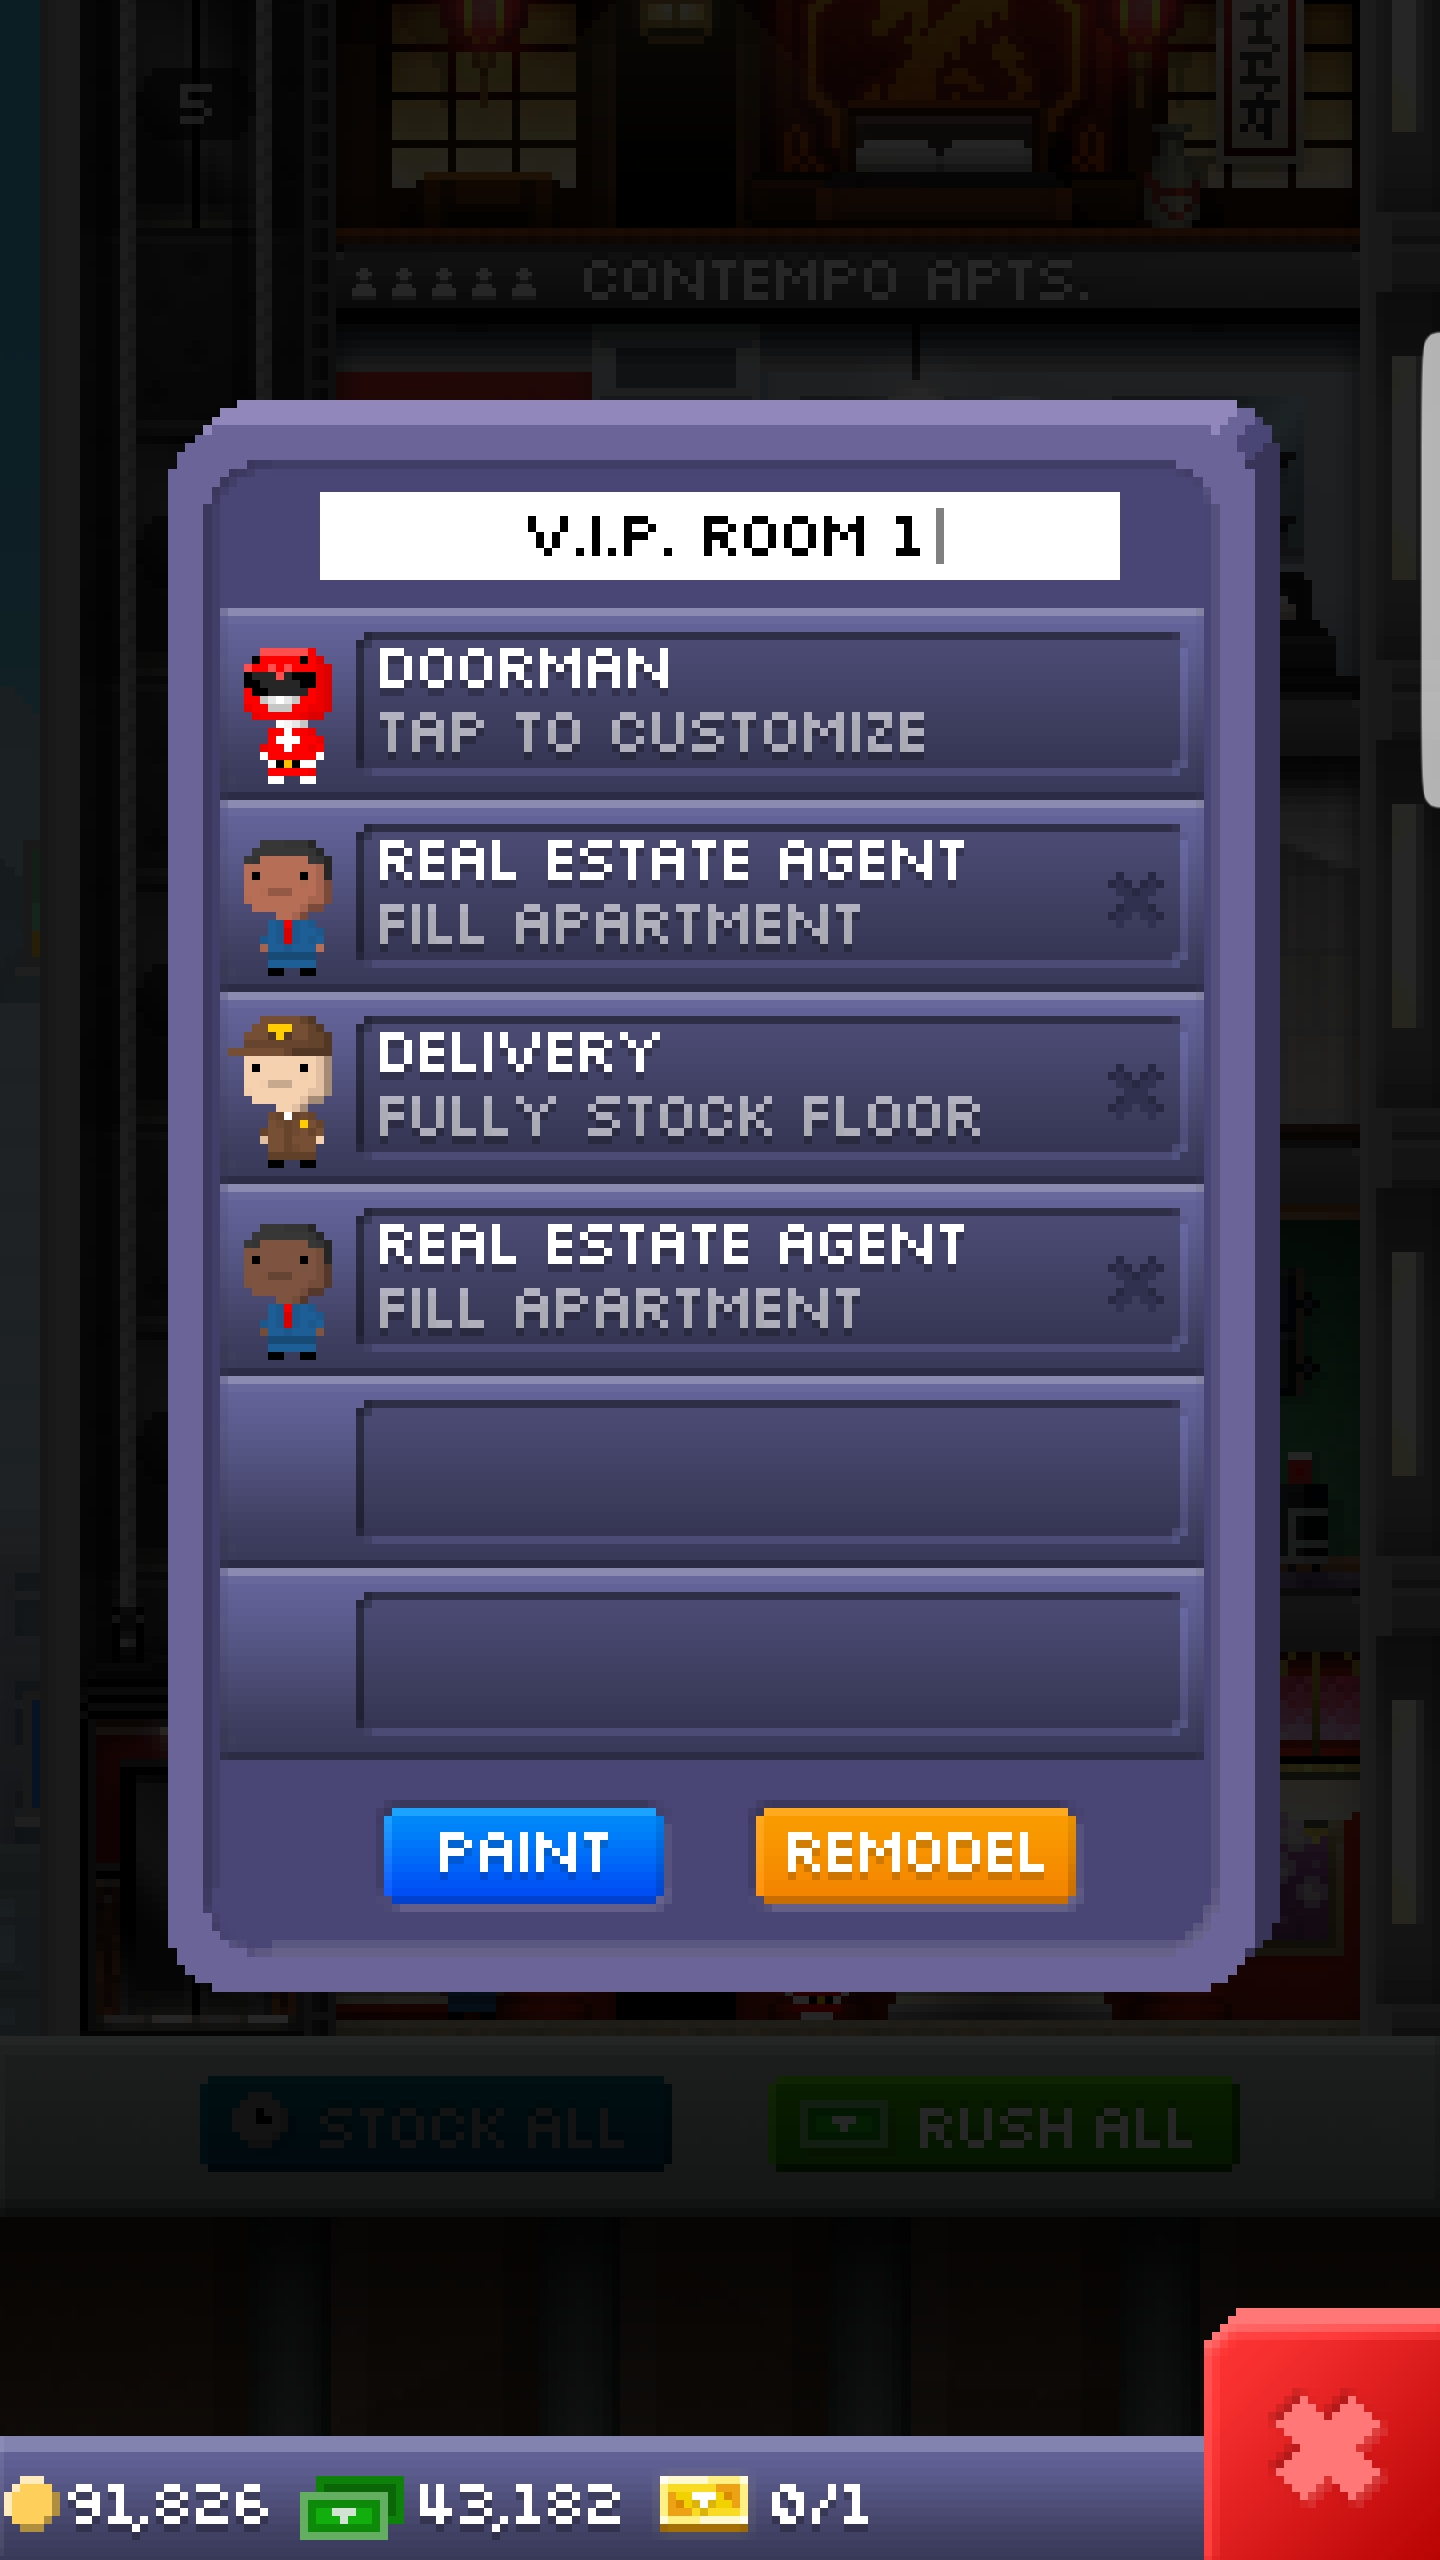 5
CONTEMPO APTS.
V.I.P. ROOM 1
DOORMAN
TAP TO CUSTOMIZE
REAL ESTATE AGENT
FILL APARTMENT
DELIVERY
FULLY STOCK FLOOR
REAL ESTATE AGENT
FILL APARTMENT
PAINT
REMODEL
STOCK ALL
RUSH ALL
91,826
43,182
0/1